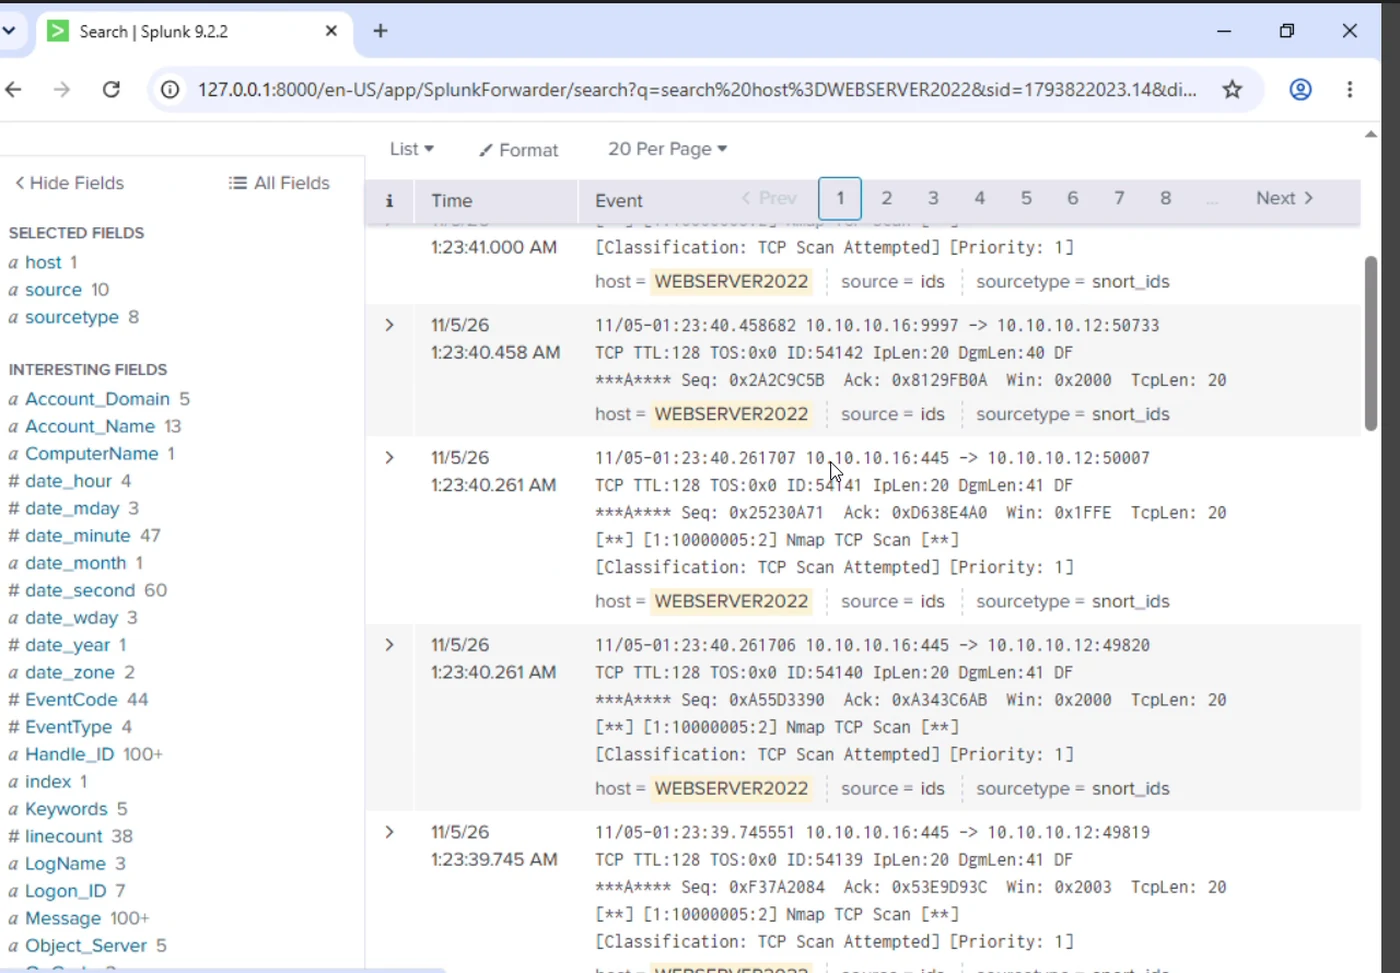 Search | Splunk 9.2.2
127.0.0.1:8000/en-US/app/SplunkForwarder/search?q=search%20host%3DWEBSERVER2022&sid=1793822023.14&di...
List Format 20 Per Page
Hide Fields All Fields
i Time Event Prev 1 2 3 4 5 6 7 8 ... Next
SELECTED FIELDS
a host 1
a source 10
a sourcetype 8
INTERESTING FIELDS
a Account_Domain 5
a Account_Name 13
a ComputerName 1
# date_hour 4
# date_mday 3
# date_minute 47
a date_month 1
# date_second 60
a date_wday 3
# date_year 1
a date_zone 2
# EventCode 44
# EventType 4
a Handle_ID 100+
a index 1
a Keywords 5
# linecount 38
a LogName 3
a Logon_ID 7
a Message 100+
a Object_Server 5
1:23:41.000 AM [Classification: TCP Scan Attempted] [Priority: 1]
host = WEBSERVER2022 source = ids sourcetype = snort_ids
11/5/26 11/05-01:23:40.458682 10.10.10.16:9997 -> 10.10.10.12:50733
1:23:40.458 AM TCP TTL:128 TOS:0x0 ID:54142 IpLen:20 DgmLen:40 DF
***A**** Seq: 0x2A2C9C5B Ack: 0x8129FB0A Win: 0x2000 TcpLen: 20
host = WEBSERVER2022 source = ids sourcetype = snort_ids
11/5/26 11/05-01:23:40.261707 10.10.10.16:445 -> 10.10.10.12:50007
1:23:40.261 AM TCP TTL:128 TOS:0x0 ID:54141 IpLen:20 DgmLen:41 DF
***A**** Seq: 0x25230A71 Ack: 0xD638E4A0 Win: 0x1FFE TcpLen: 20
[**] [1:10000005:2] Nmap TCP Scan [**]
[Classification: TCP Scan Attempted] [Priority: 1]
host = WEBSERVER2022 source = ids sourcetype = snort_ids
11/5/26 11/05-01:23:40.261706 10.10.10.16:445 -> 10.10.10.12:49820
1:23:40.261 AM TCP TTL:128 TOS:0x0 ID:54140 IpLen:20 DgmLen:41 DF
***A**** Seq: 0xA55D3390 Ack: 0xA343C6AB Win: 0x2000 TcpLen: 20
[**] [1:10000005:2] Nmap TCP Scan [**]
[Classification: TCP Scan Attempted] [Priority: 1]
host = WEBSERVER2022 source = ids sourcetype = snort_ids
11/5/26 11/05-01:23:39.745551 10.10.10.16:445 -> 10.10.10.12:49819
1:23:39.745 AM TCP TTL:128 TOS:0x0 ID:54139 IpLen:20 DgmLen:41 DF
***A**** Seq: 0xF37A2084 Ack: 0x53E9D93C Win: 0x2003 TcpLen: 20
[**] [1:10000005:2] Nmap TCP Scan [**]
[Classification: TCP Scan Attempted] [Priority: 1]